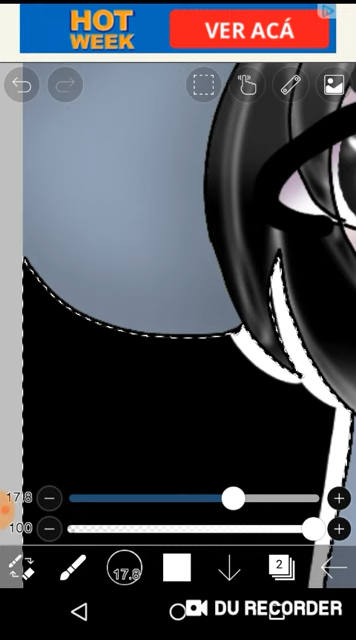 HOT
WEEK
VER ACÁ
17.8
100
17.8
2
DU RECORDER